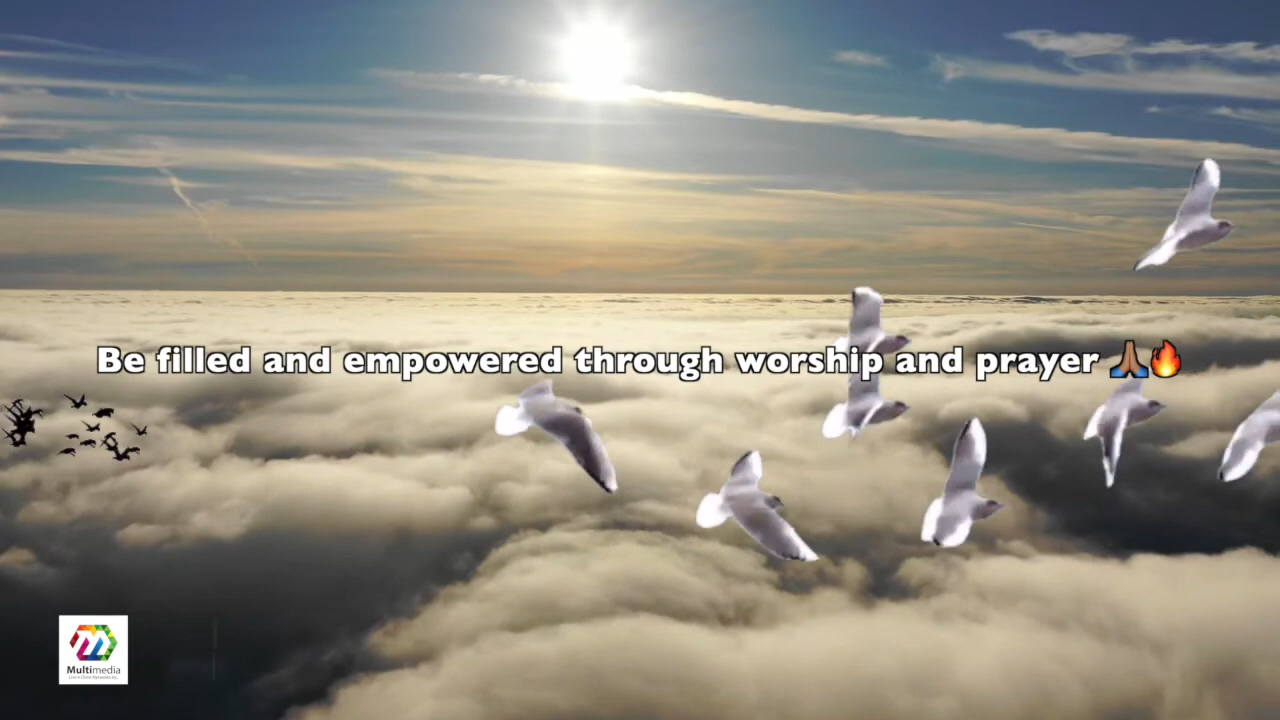 Be filled and empowered through worship and prayer 🙏🏾🔥
Multimedia